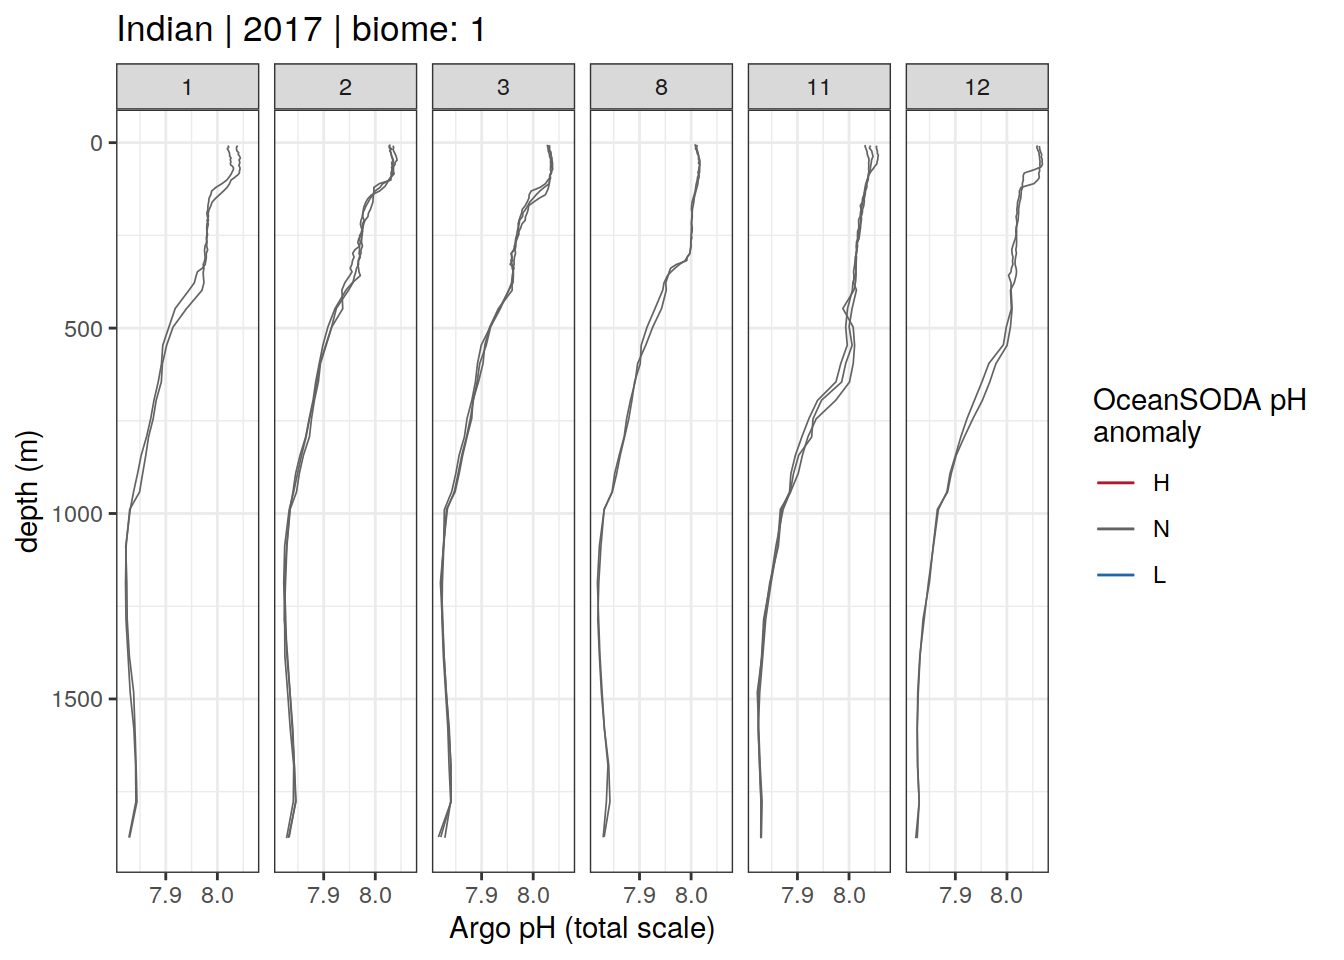 Indian | 2017 | biome: 1
1 2 3 8 11 12
0
500
1000
1500
depth (m)
7.9 8.0 7.9 8.0 7.9 8.0 7.9 8.0 7.9 8.0 7.9 8.0
Argo pH (total scale)
OceanSODA pH
anomaly
H
N
L